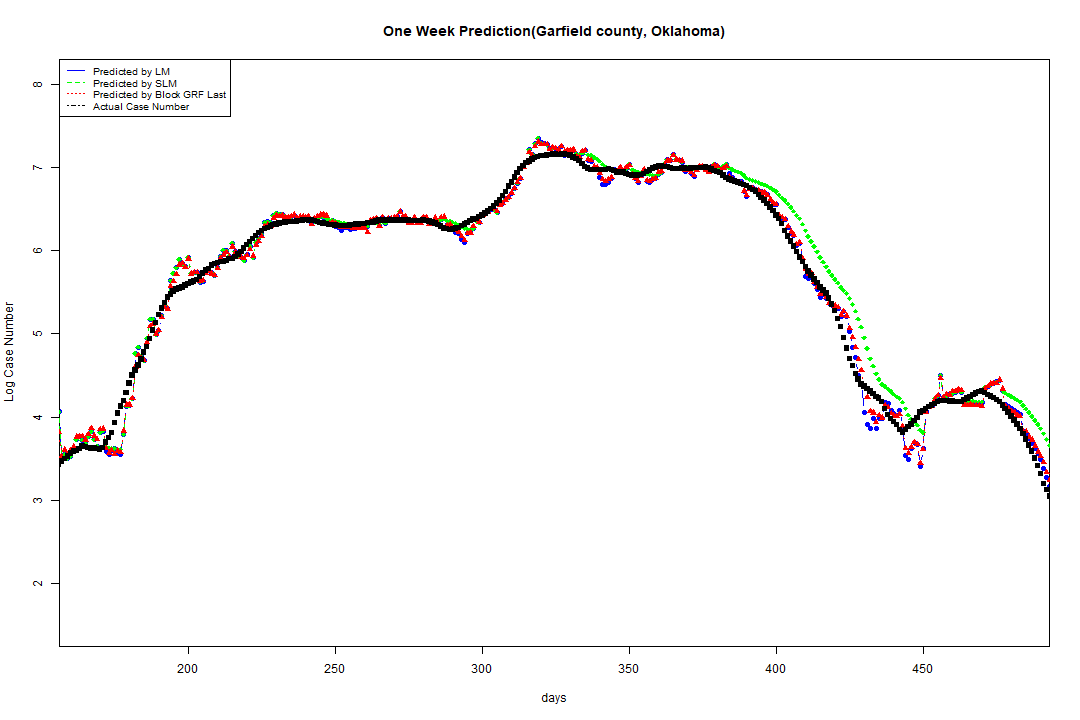 One Week Prediction(Garfield county, Oklahoma)
Predicted by LM
Predicted by SLM
Predicted by Block GRF Last
Actual Case Number
8
7
6
5
4
3
2
Log Case Number
200 250 300 350 400 450
days